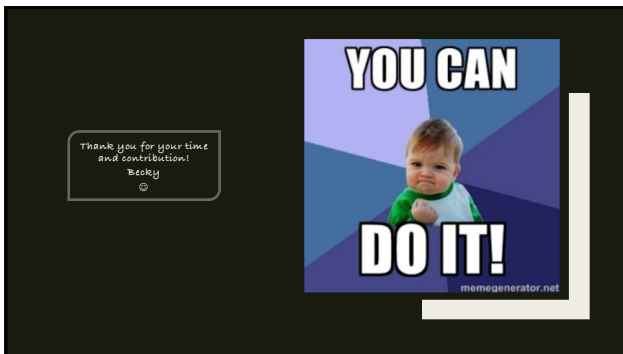 Thank you for your time
and contribution!
Becky
☺
YOU CAN
DO IT!
memegenerator.net